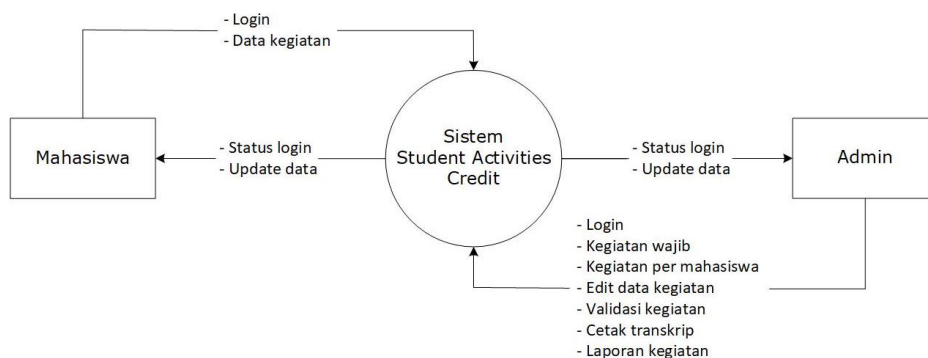 - Login
- Data kegiatan
Mahasiswa
- Status login
- Update data
Sistem
Student Activities
Credit
- Status login
- Update data
Admin
- Login
- Kegiatan wajib
- Kegiatan per mahasiswa
- Edit data kegiatan
- Validasi kegiatan
- Cetak transkrip
- Laporan kegiatan